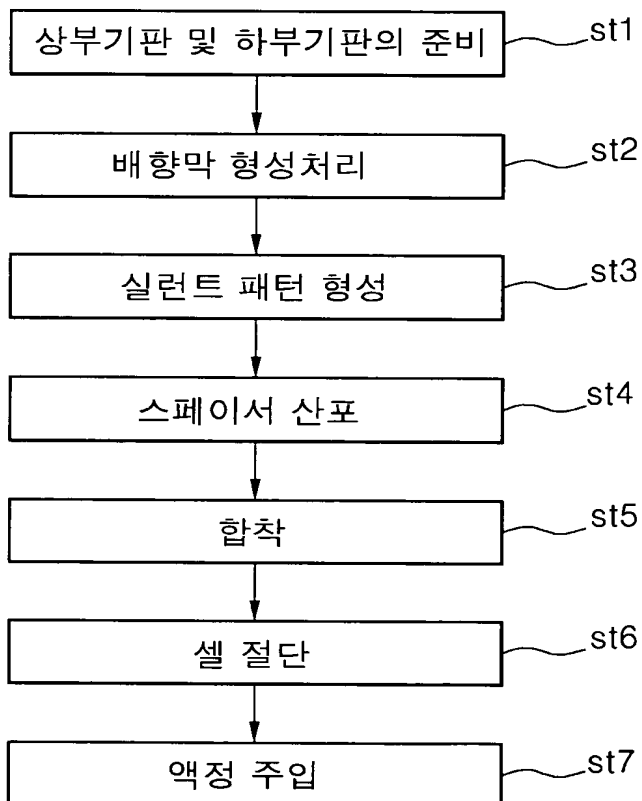 상부기판 및 하부기판의 준비 st1
배향막 형성처리 st2
실런트 패턴 형성 st3
스페이서 산포 st4
합착 st5
셀 절단 st6
액정 주입 st7